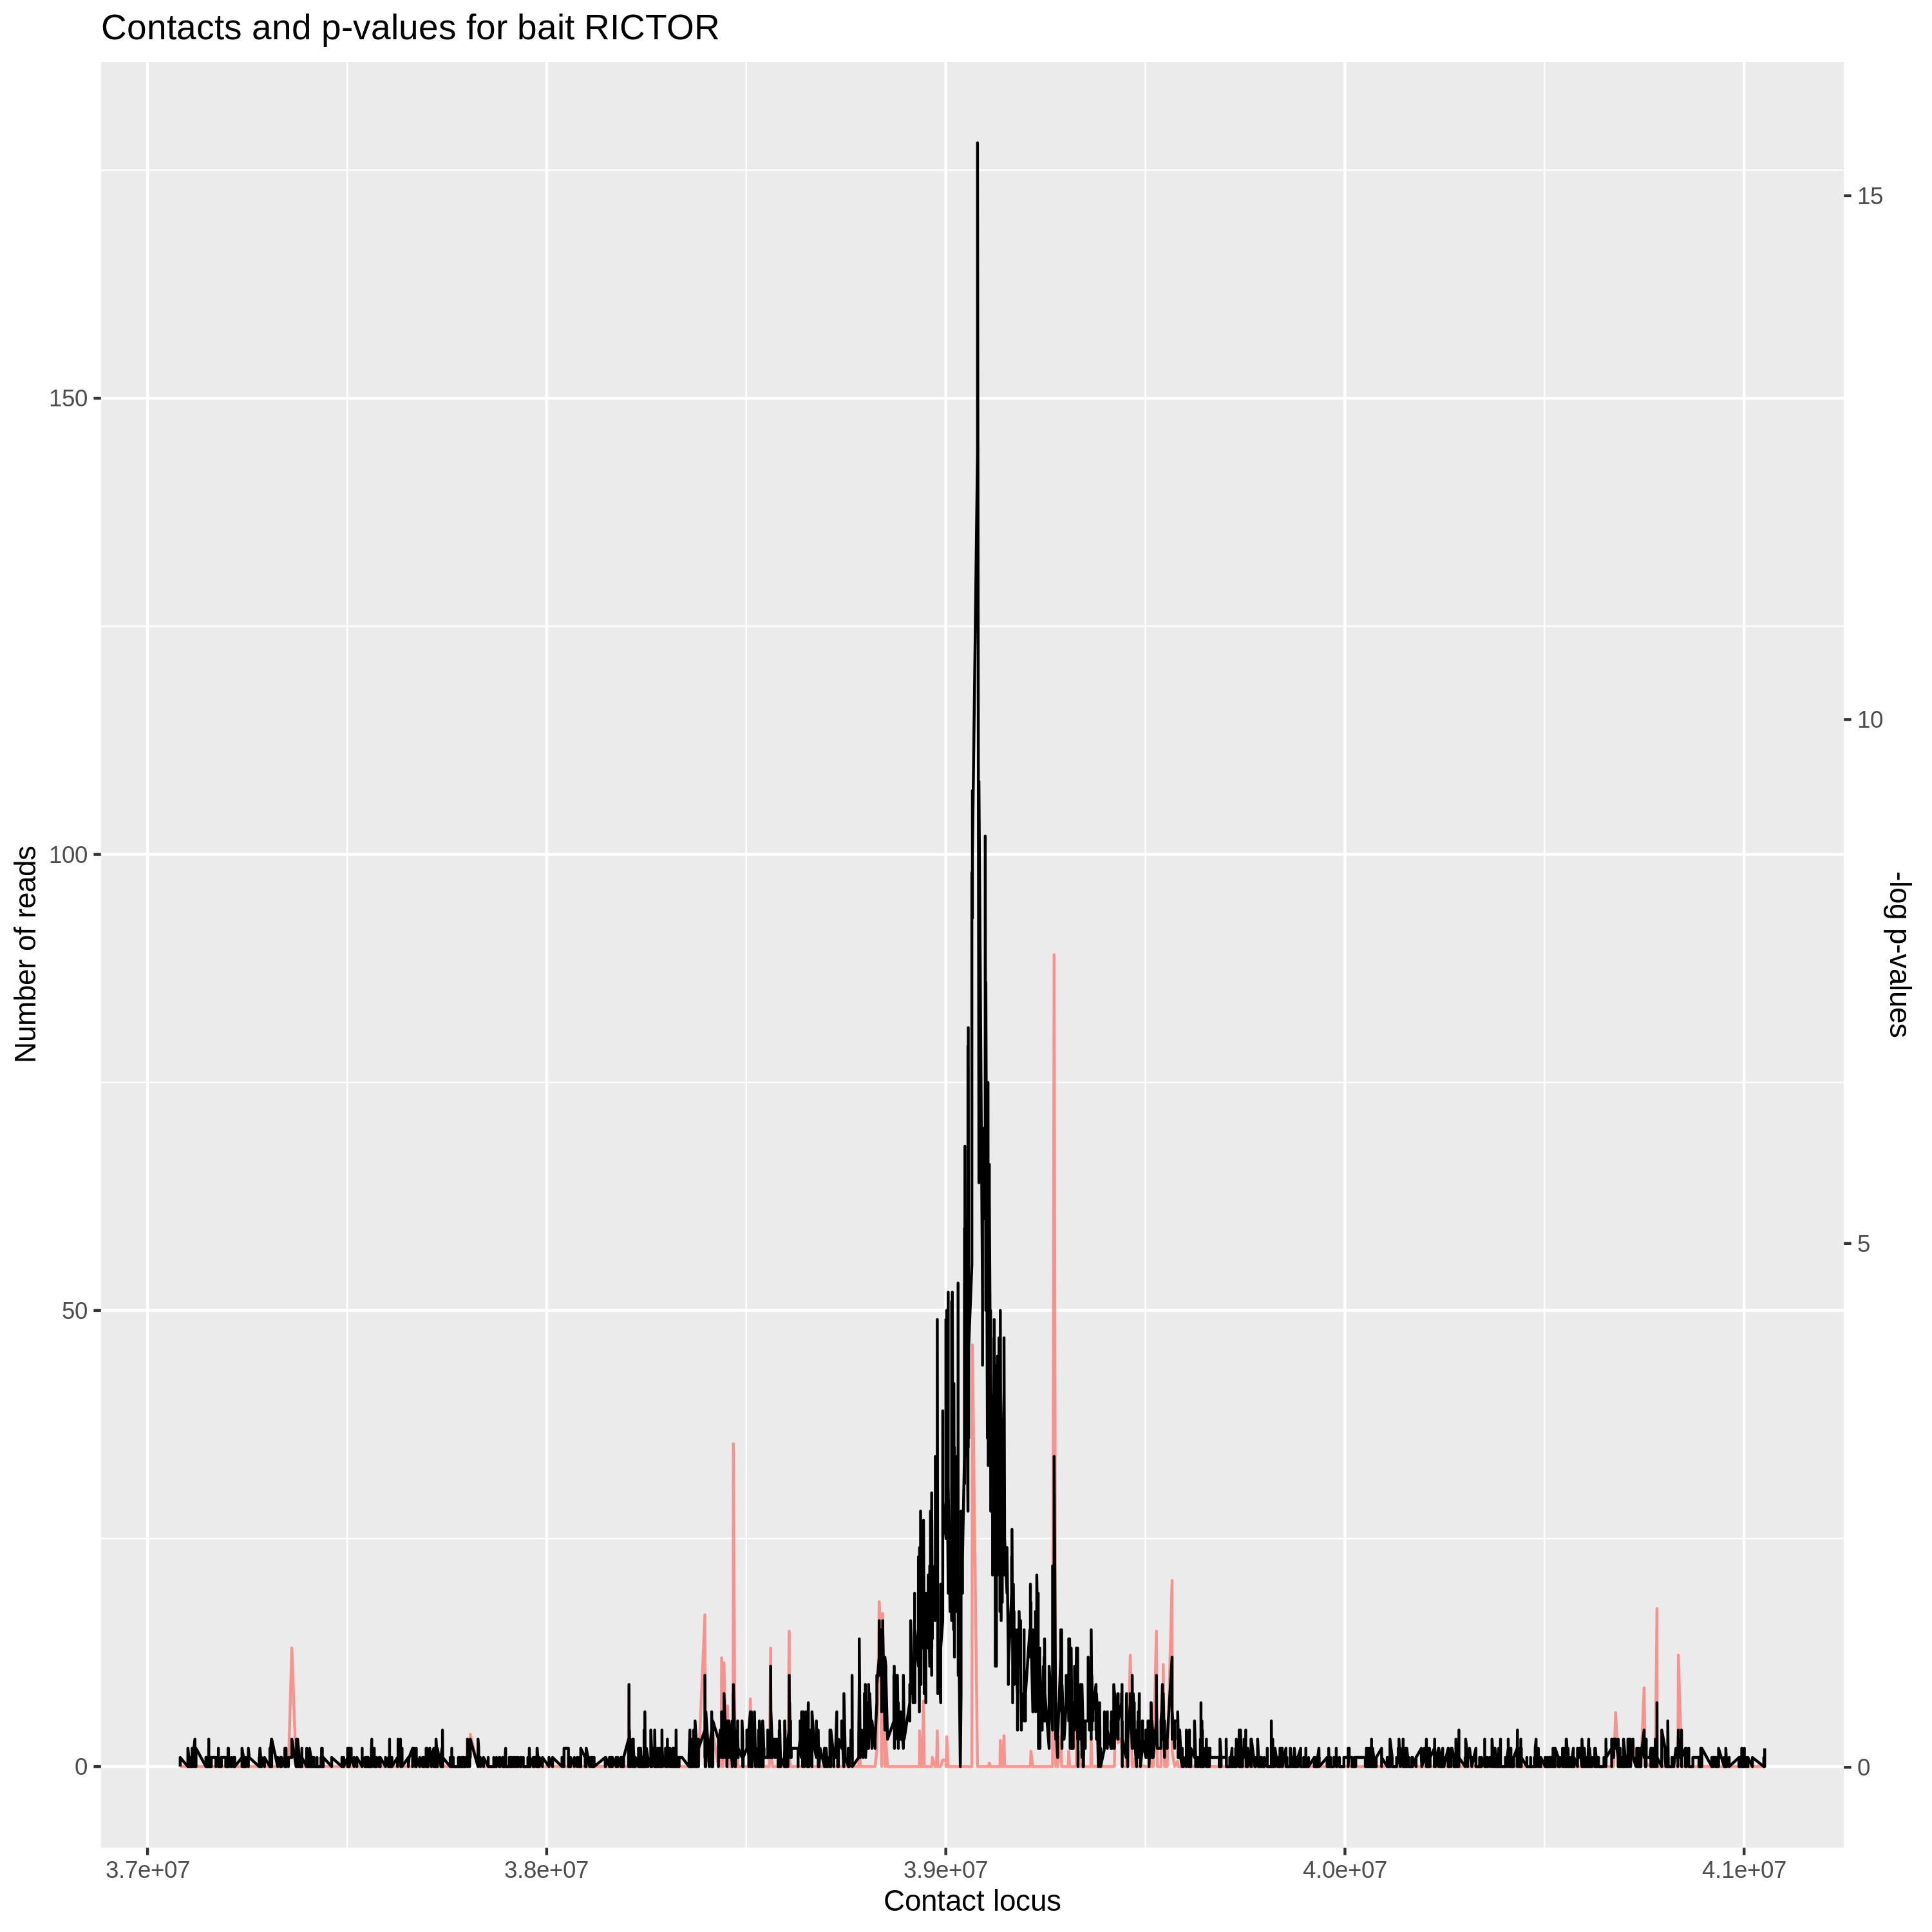 Contacts and p-values for bait RICTOR
Number of reads
150
100
50
0
15
10
5
0
-log p-values
3.7e+07 3.8e+07 3.9e+07 4.0e+07 4.1e+07
Contact locus